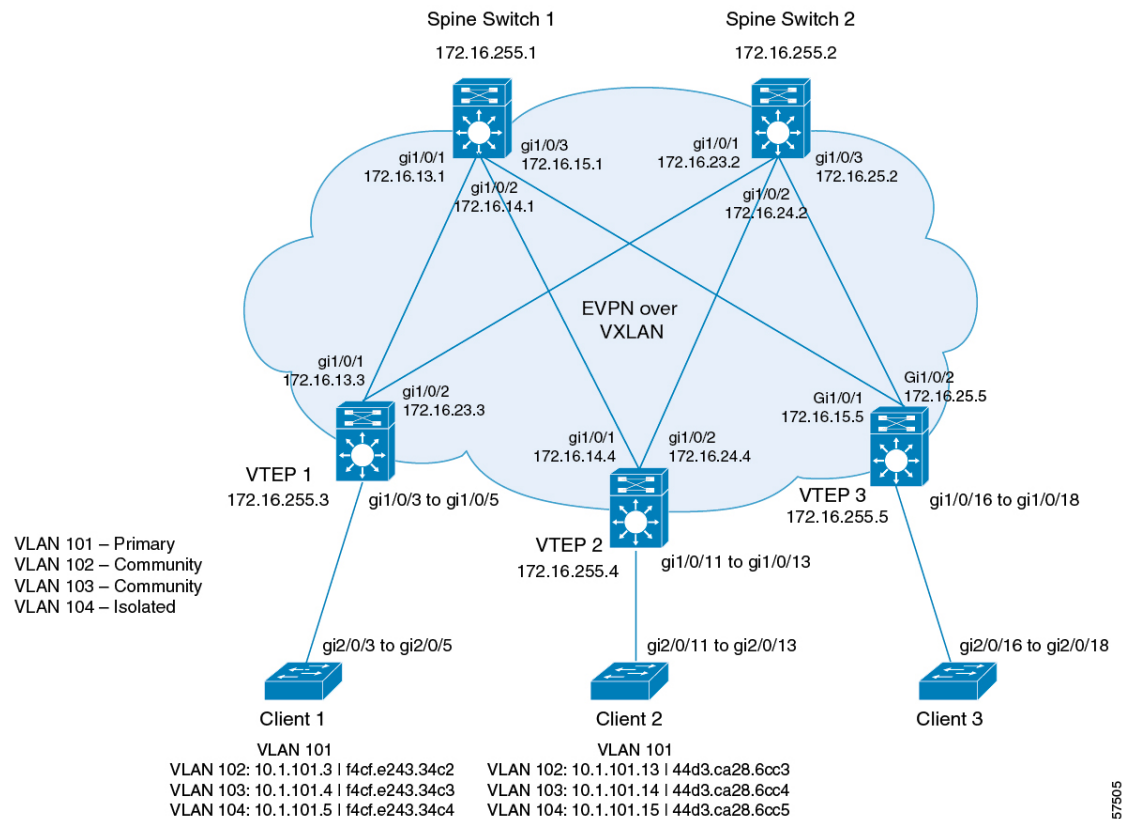 Spine Switch 1
172.16.255.1
Spine Switch 2
172.16.255.2
gi1/0/1
172.16.13.1
gi1/0/3
172.16.15.1
gi1/0/2
172.16.14.1
gi1/0/1
172.16.23.2
gi1/0/3
172.16.25.2
gi1/0/2
172.16.24.2
EVPN over
VXLAN
gi1/0/1
172.16.13.3
gi1/0/2
172.16.23.3
gi1/0/1
172.16.14.4
gi1/0/2
172.16.24.4
Gi1/0/1
172.16.15.5
Gi1/0/2
172.16.25.5
VTEP 1
172.16.255.3
gi1/0/3 to gi1/0/5
VTEP 2
172.16.255.4
gi1/0/11 to gi1/0/13
VTEP 3
172.16.255.5
gi1/0/16 to gi1/0/18
VLAN 101 – Primary
VLAN 102 – Community
VLAN 103 – Community
VLAN 104 – Isolated
gi2/0/3 to gi2/0/5
gi2/0/11 to gi2/0/13
gi2/0/16 to gi2/0/18
Client 1
VLAN 101
VLAN 102: 10.1.101.3 | f4cf.e243.34c2
VLAN 103: 10.1.101.4 | f4cf.e243.34c3
VLAN 104: 10.1.101.5 | f4cf.e243.34c4
Client 2
VLAN 101
VLAN 102: 10.1.101.13 | 44d3.ca28.6cc3
VLAN 103: 10.1.101.14 | 44d3.ca28.6cc4
VLAN 104: 10.1.101.15 | 44d3.ca28.6cc5
Client 3
57505